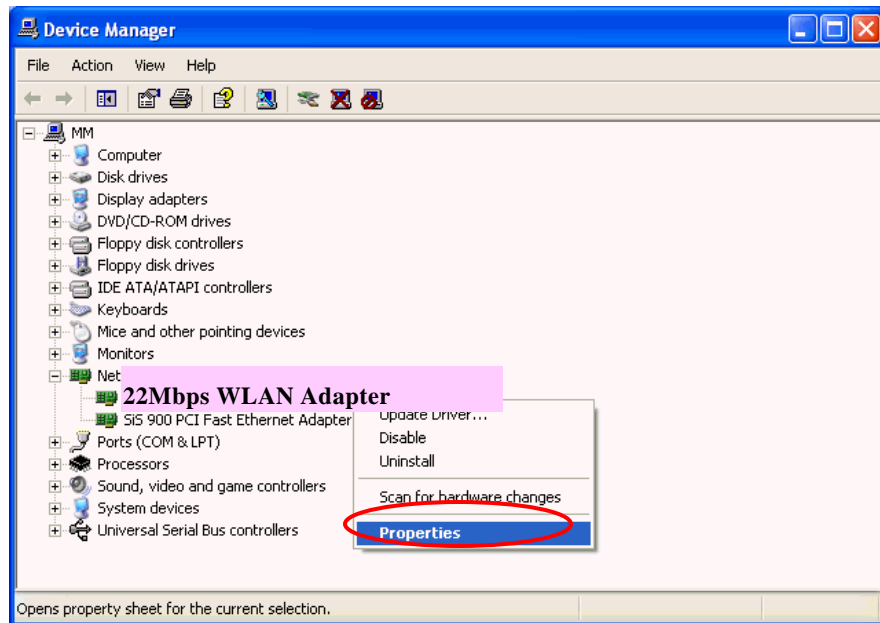 Device Manager
File Action View Help
MM
Computer
Disk drives
Display adapters
DVD/CD-ROM drives
Floppy disk controllers
Floppy disk drives
IDE ATA/ATAPI controllers
Keyboards
Mice and other pointing devices
Monitors
Net
22Mbps WLAN Adapter
SiS 900 PCI Fast Ethernet Adapter
Ports (COM & LPT)
Processors
Sound, video and game controllers
System devices
Universal Serial Bus controllers
Update Driver...
Disable
Uninstall
Scan for hardware changes
Properties
Opens property sheet for the current selection.